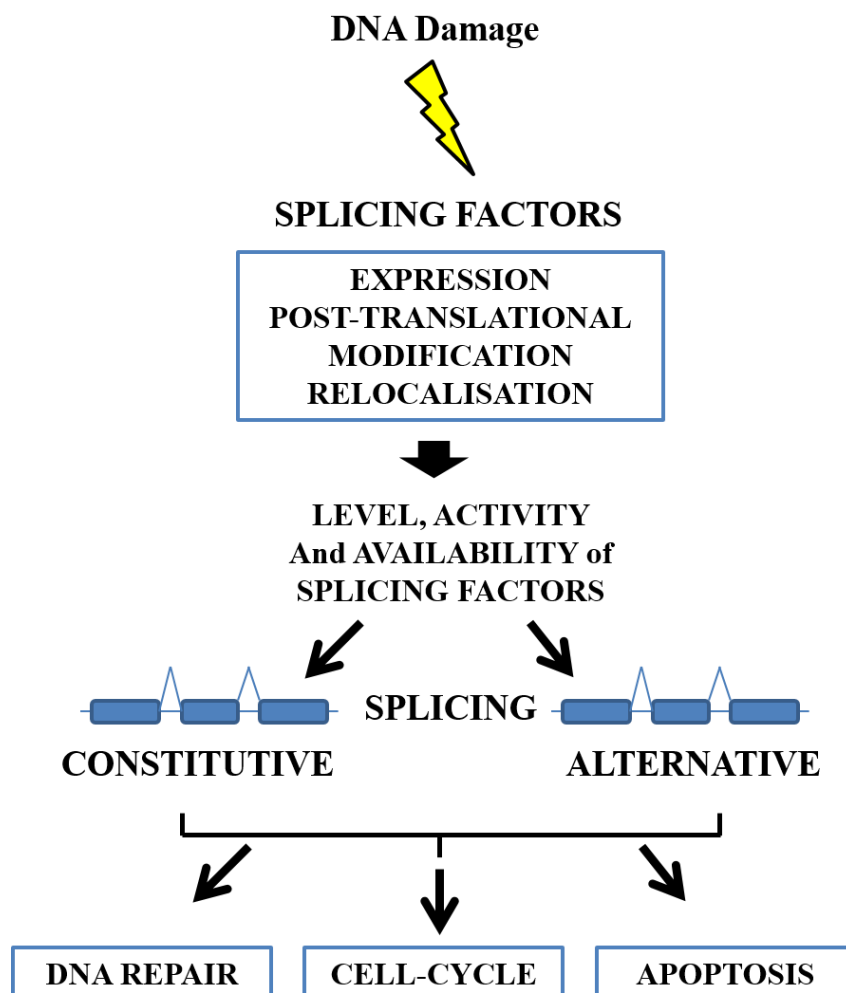 DNA Damage
SPLICING FACTORS
EXPRESSION
POST-TRANSLATIONAL
MODIFICATION
RELOCALISATION
LEVEL, ACTIVITY
And AVAILABILITY of
SPLICING FACTORS
SPLICING
CONSTITUTIVE
ALTERNATIVE
DNA REPAIR
CELL-CYCLE
APOPTOSIS